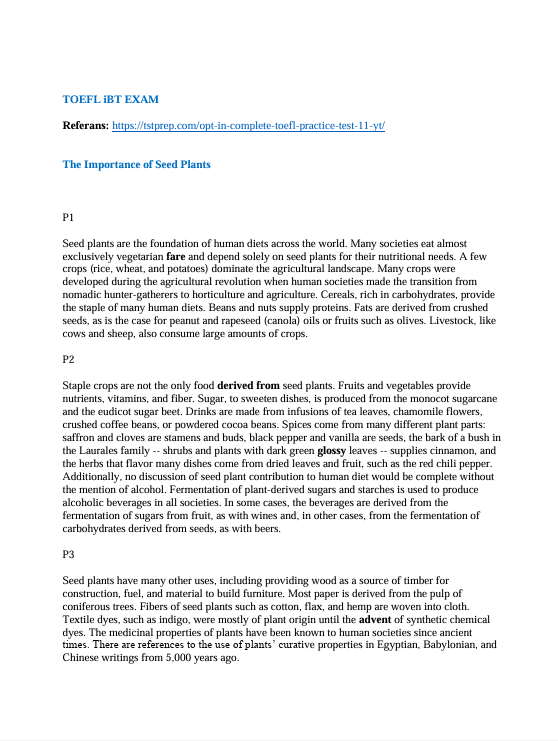 TOEFL iBT EXAM
Referans: https://tstprep.com/opt-in-complete-toefl-practice-test-11-yt/
The Importance of Seed Plants
P1
Seed plants are the foundation of human diets across the world. Many societies eat almost
exclusively vegetarian fare and depend solely on seed plants for their nutritional needs. A few
crops (rice, wheat, and potatoes) dominate the agricultural landscape. Many crops were
developed during the agricultural revolution when human societies made the transition from
nomadic hunter-gatherers to horticulture and agriculture. Cereals, rich in carbohydrates, provide
the staple of many human diets. Beans and nuts supply proteins. Fats are derived from crushed
seeds, as is the case for peanut and rapeseed (canola) oils or fruits such as olives. Livestock, like
cows and sheep, also consume large amounts of crops.
P2
Staple crops are not the only food derived from seed plants. Fruits and vegetables provide
nutrients, vitamins, and fiber. Sugar, to sweeten dishes, is produced from the monocot sugarcane
and the eudicot sugar beet. Drinks are made from infusions of tea leaves, chamomile flowers,
crushed coffee beans, or powdered cocoa beans. Spices come from many different plant parts:
saffron and cloves are stamens and buds, black pepper and vanilla are seeds, the bark of a bush in
the Laurales family -- shrubs and plants with dark green glossy leaves -- supplies cinnamon, and
the herbs that flavor many dishes come from dried leaves and fruit, such as the red chili pepper.
Additionally, no discussion of seed plant contribution to human diet would be complete without
the mention of alcohol. Fermentation of plant-derived sugars and starches is used to produce
alcoholic beverages in all societies. In some cases, the beverages are derived from the
fermentation of sugars from fruit, as with wines and, in other cases, from the fermentation of
carbohydrates derived from seeds, as with beers.
P3
Seed plants have many other uses, including providing wood as a source of timber for
construction, fuel, and material to build furniture. Most paper is derived from the pulp of
coniferous trees. Fibers of seed plants such as cotton, flax, and hemp are woven into cloth.
Textile dyes, such as indigo, were mostly of plant origin until the advent of synthetic chemical
dyes. The medicinal properties of plants have been known to human societies since ancient
times. There are references to the use of plants’ curative properties in Egyptian, Babylonian, and
Chinese writings from 5,000 years ago.